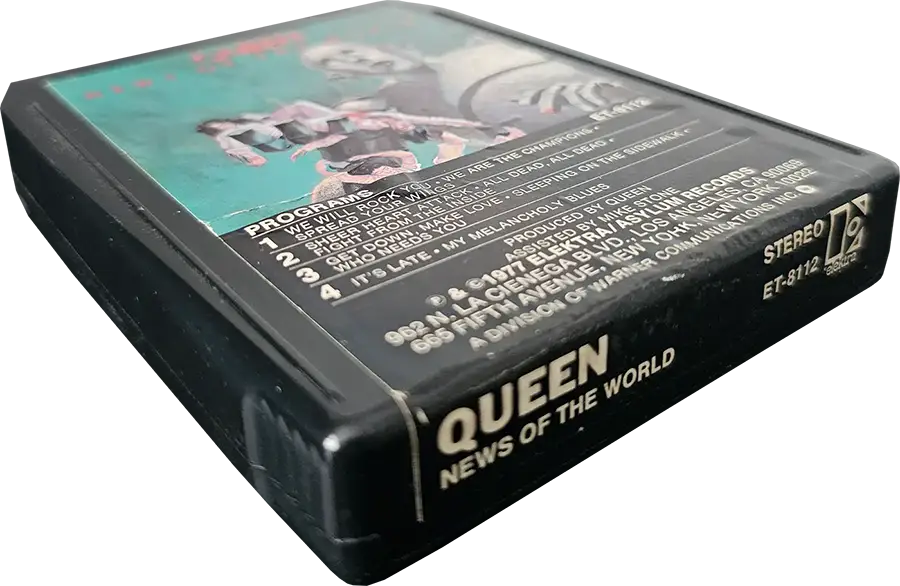 QUEEN
ET-8112
PROGRAMS
1 WE WILL ROCK YOU • WE ARE THE CHAMPIONS •
SPREAD YOUR WINGS
2 SHEER HEART ATTACK • ALL DEAD, ALL DEAD •
FIGHT FROM THE INSIDE
3 GET DOWN, MAKE LOVE • SLEEPING ON THE SIDEWALK •
WHO NEEDS YOU
4 IT'S LATE • MY MELANCHOLY BLUES
PRODUCED BY QUEEN
ASSISTED BY MIKE STONE
℗ & © 1977 ELEKTRA/ASYLUM RECORDS
962 N. LA CIENEGA BLVD. LOS ANGELES, CA 90069
665 FIFTH AVENUE, NEW YORK, NEW YORK 10022
A DIVISION OF WARNER COMMUNICATIONS INC.
STEREO
ET-8112
elektra
QUEEN
NEWS OF THE WORLD